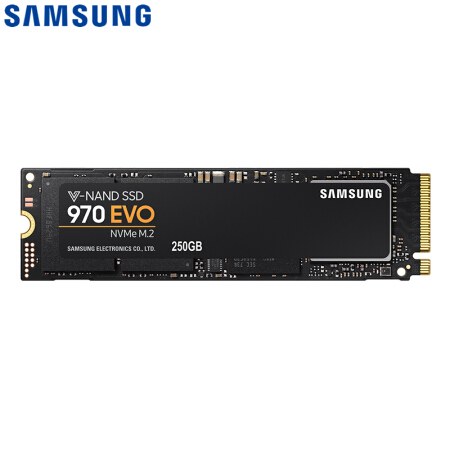 SAMSUNG
V-NAND SSD
970 EVO
NVMe M.2
SAMSUNG ELECTRONICS CO., LTD.
250GB
SAMSUNG